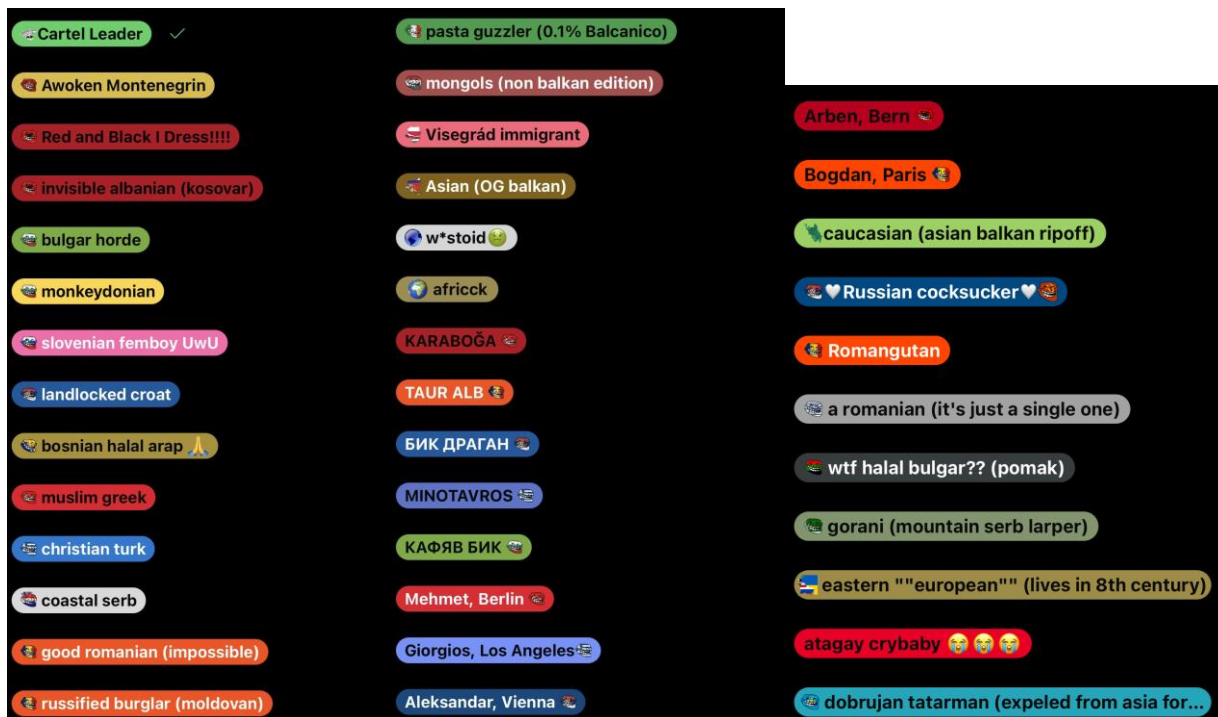 Cartel Leader
Awoken Montenegrin
Red and Black I Dress!!!!
invisible albanian (kosovar)
bulgar horde
monkeydonian
slovenian femboy UwU
landlocked croat
bosnian halal arap 🙏
muslim greek
christian turk
coastal serb
good romanian (impossible)
russified burglar (moldovan)
pasta guzzler (0.1% Balcanico)
mongols (non balkan edition)
Visegrád immigrant
Asian (OG balkan)
w*stoid🤢
africck
KARABOĞA
TAUR ALB
БИК ДРАГАН
MINOTAVROS
КАФЯВ БИК
Mehmet, Berlin
Giorgios, Los Angeles
Aleksandar, Vienna
Arben, Bern
Bogdan, Paris
caucasian (asian balkan ripoff)
🤍Russian cocksucker🤍
Romangutan
a romanian (it's just a single one)
wtf halal bulgar?? (pomak)
gorani (mountain serb larper)
eastern ""european"" (lives in 8th century)
atagay crybaby 😭😭😭
dobrujan tatarman (expeled from asia for...